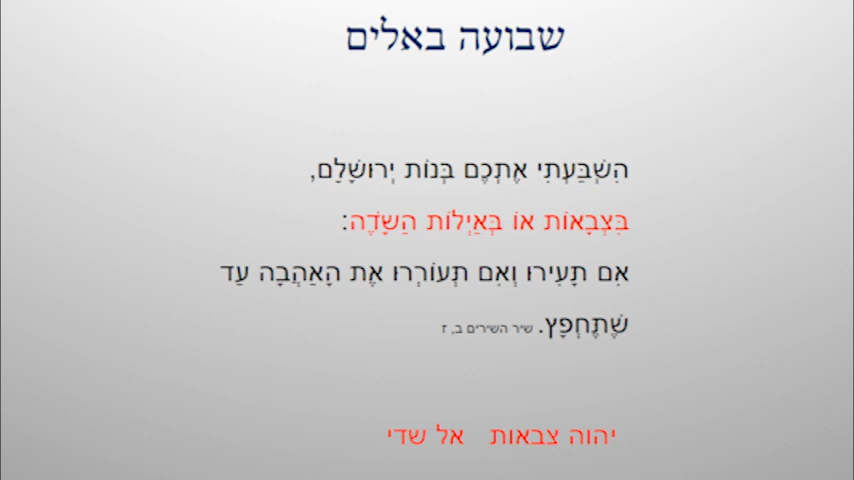 שבועה באלים
הִשְׁבַּעְתִּי אֶתְכֶם בְּנוֹת יְרוּשָׁלִַם,
בִּצְבָאוֹת אוֹ בְּאַיְלוֹת הַשָּׂדֶה:
אִם תָּעִירוּ וְאִם תְּעוֹרְרוּ אֶת הָאַהֲבָה עַד
שֶׁתֶּחְפָּץ. שיר השירים ב, ז
יהוה צבאות אל שדי